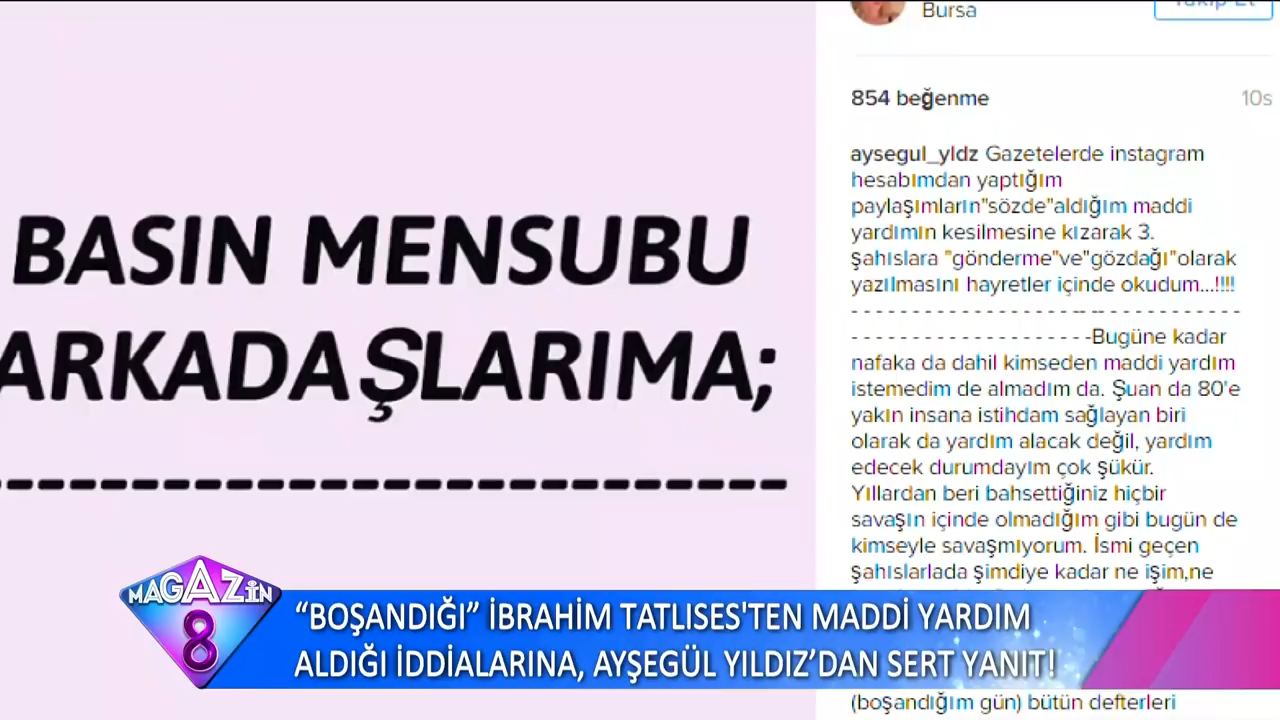 Bursa
Takip Et
854 beğenme
10s
BASIN MENSUBU
ARKADAŞLARIMA;
---------------------------
aysegul_yldz Gazetelerde instagram
hesabımdan yaptığım
paylaşımların"sözde"aldığım maddi
yardımın kesilmesine kızarak 3.
şahıslara "gönderme"ve"gözdağı"olarak
yazılmasını hayretler içinde okudum...!!!!
- - - - - - - - - - - - - - - - - - - -- -- - - - - - - - - - - - -
- - - - - - - - - - - - - - - - - - - - -Bugüne kadar
nafaka da dahil kimseden maddi yardım
istemedim de almadım da. Şuan da 80'e
yakın insana istihdam sağlayan biri
olarak da yardım alacak değil, yardım
edecek durumdayım çok şükür.
Yıllardan beri bahsettiğiniz hiçbir
savaşın içinde olmadığım gibi bugün de
kimseyle savaşmıyorum. İsmi geçen
şahıslarlada şimdiye kadar ne işim,ne
(boşandığım gün) bütün defterleri
MAGAZİN
8
“BOŞANDIĞI” İBRAHİM TATLISES'TEN MADDİ YARDIM
ALDIĞI İDDİALARINA, AYŞEGÜL YILDIZ’DAN SERT YANIT!